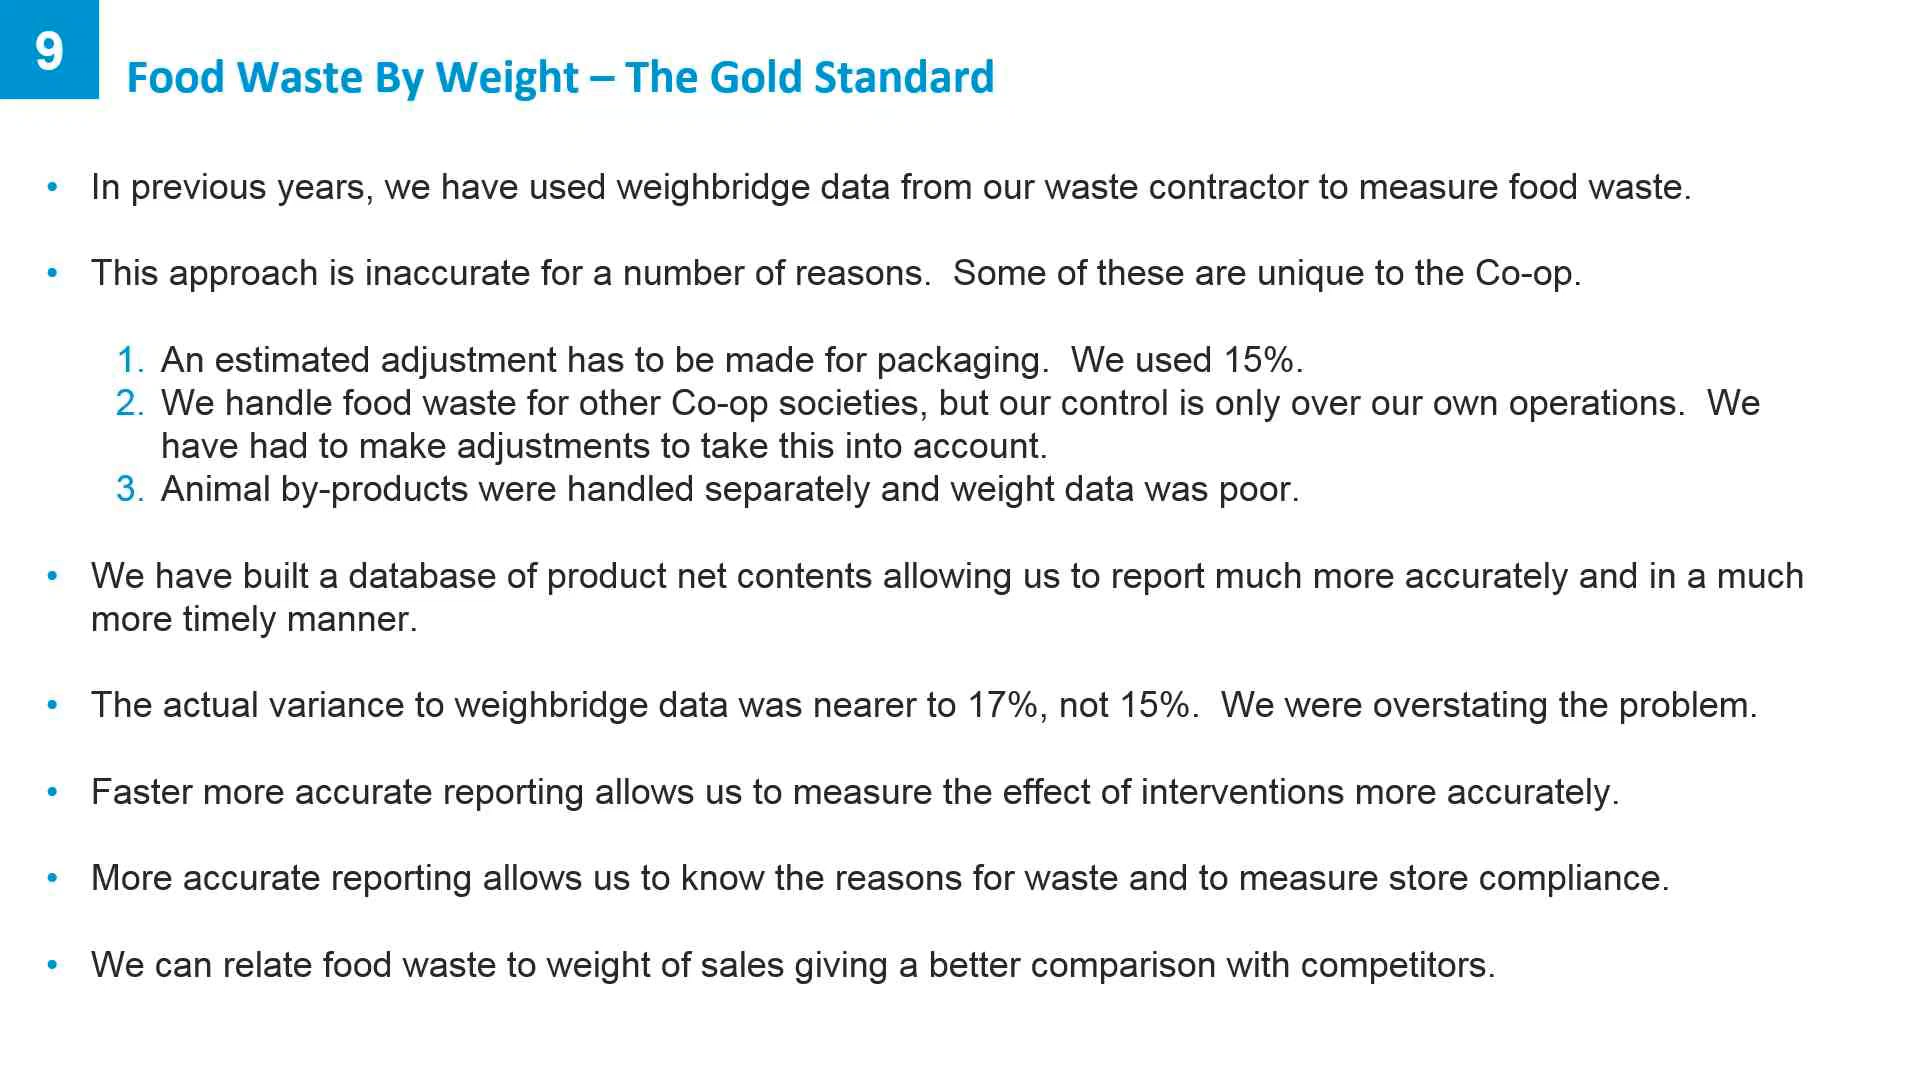 9
Food Waste By Weight – The Gold Standard
• In previous years, we have used weighbridge data from our waste contractor to measure food waste.
• This approach is inaccurate for a number of reasons.  Some of these are unique to the Co-op.
1. An estimated adjustment has to be made for packaging.  We used 15%.
2. We handle food waste for other Co-op societies, but our control is only over our own operations.  We
have had to make adjustments to take this into account.
3. Animal by-products were handled separately and weight data was poor.
• We have built a database of product net contents allowing us to report much more accurately and in a much
more timely manner.
• The actual variance to weighbridge data was nearer to 17%, not 15%.  We were overstating the problem.
• Faster more accurate reporting allows us to measure the effect of interventions more accurately.
• More accurate reporting allows us to know the reasons for waste and to measure store compliance.
• We can relate food waste to weight of sales giving a better comparison with competitors.